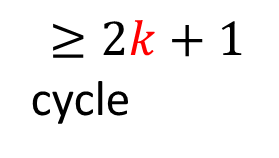 ≥ 2k + 1
cycle